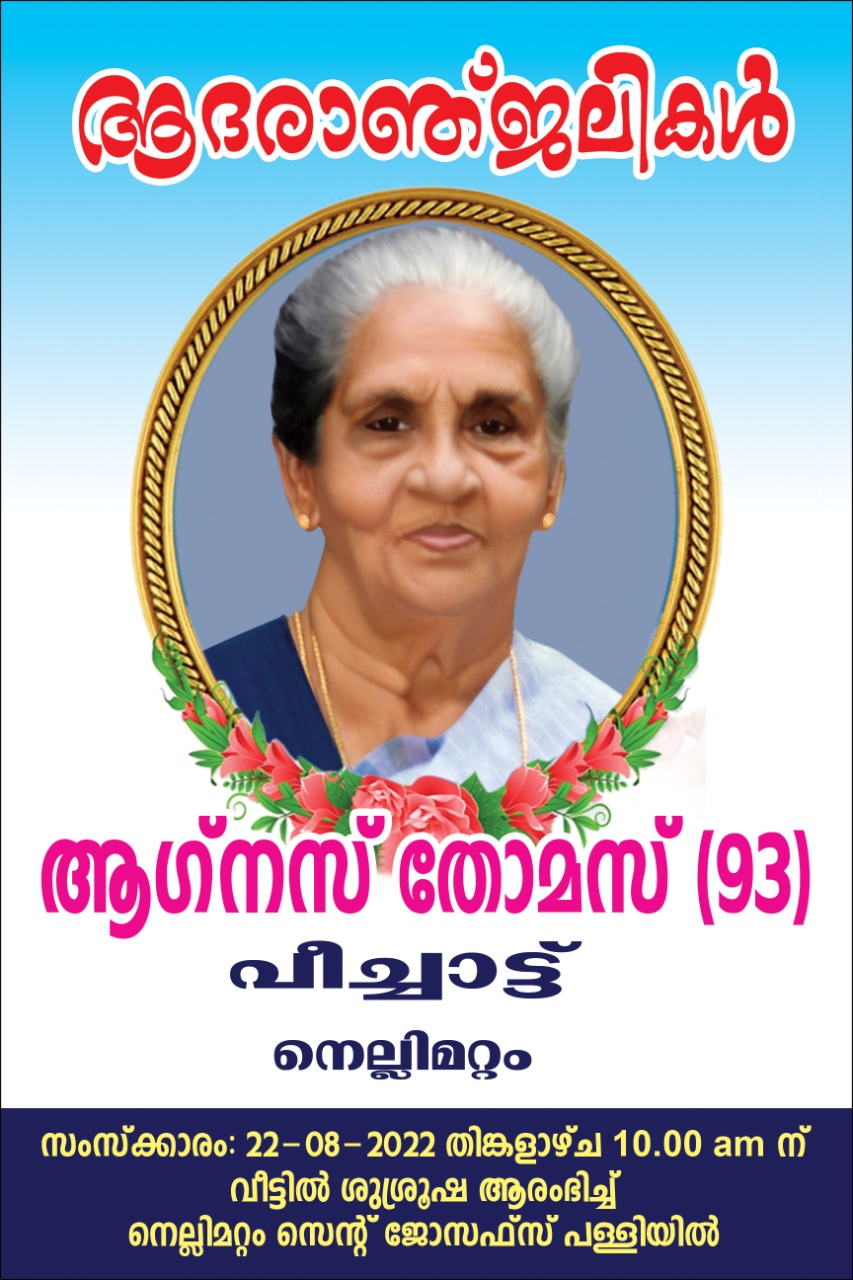 ആദരാഞ്ജലികൾ
ആഗ്നസ് തോമസ് (93)
പീച്ചാട്ട്
നെല്ലിമറ്റം
സംസ്ക്കാരം: 22-08-2022 തിങ്കളാഴ്ച 10.00 am ന്
വീട്ടിൽ ശുശ്രൂഷ ആരംഭിച്ച്
നെല്ലിമറ്റം സെന്റ് ജോസഫ്സ് പള്ളിയിൽ